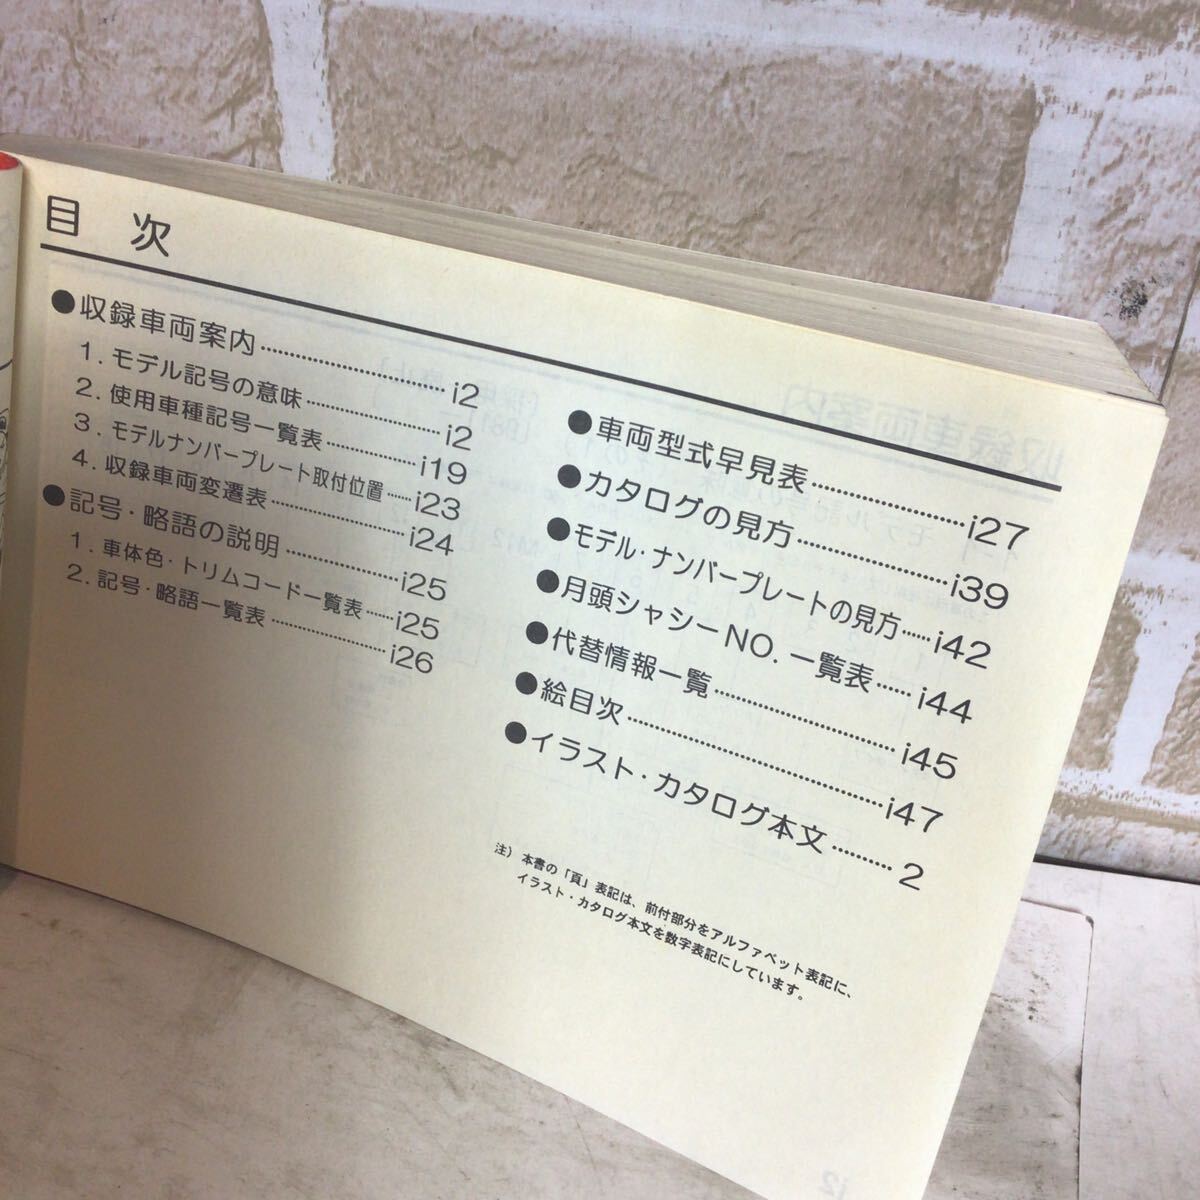 目 次
●収録車両案内……………………i2
1. モデル記号の意味………………i2
2. 使用車種記号一覧表…………i19
3. モデルナンバープレート取付位置……i23
4. 収録車両変遷表………………i24
●記号・略語の説明………………i25
1. 車体色・トリムコード一覧表……i25
2. 記号・略語一覧表………………i26
●車両型式早見表………………i27
●カタログの見方………………i39
●モデル・ナンバープレートの見方……i42
●月頭シャシーNO. 一覧表……i44
●代替情報一覧…………………i45
●絵目次…………………………i47
●イラスト・カタログ本文………2
注) 本書の「頁」表記は、前付部分をアルファベット表記に、
イラスト・カタログ本文を数字表記にしています。